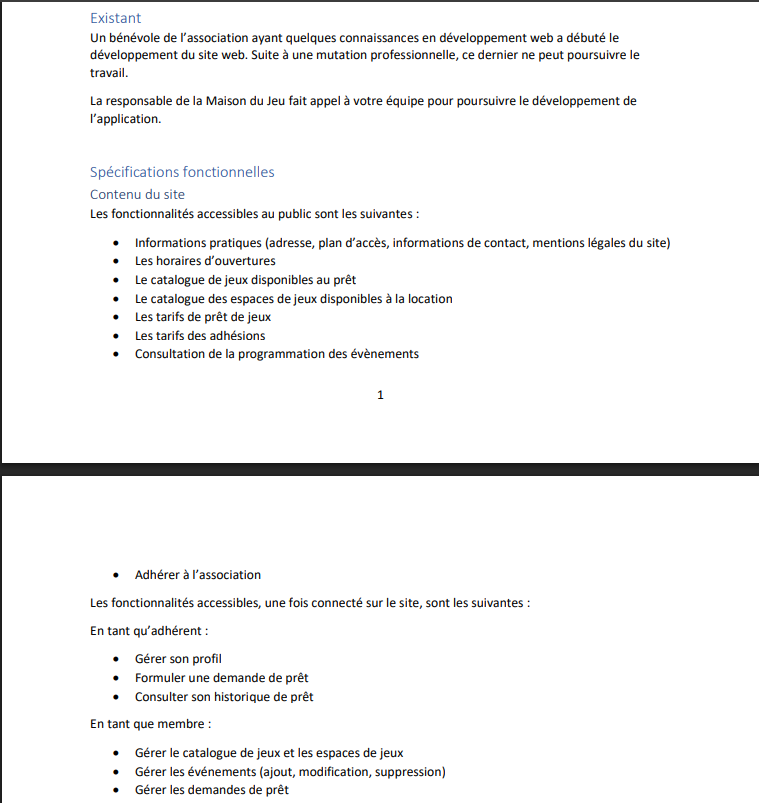 Existant
Un bénévole de l'association ayant quelques connaissances en développement web a débuté le
développement du site web. Suite à une mutation professionnelle, ce dernier ne peut poursuivre le
travail.
La responsable de la Maison du Jeu fait appel à votre équipe pour poursuivre le développement de
l'application.
Spécifications fonctionnelles
Contenu du site
Les fonctionnalités accessibles au public sont les suivantes :
• Informations pratiques (adresse, plan d'accès, informations de contact, mentions légales du site)
• Les horaires d'ouvertures
• Le catalogue de jeux disponibles au prêt
• Le catalogue des espaces de jeux disponibles à la location
• Les tarifs de prêt de jeux
• Les tarifs des adhésions
• Consultation de la programmation des évènements
1
• Adhérer à l'association
Les fonctionnalités accessibles, une fois connecté sur le site, sont les suivantes :
En tant qu'adhérent :
• Gérer son profil
• Formuler une demande de prêt
• Consulter son historique de prêt
En tant que membre :
• Gérer le catalogue de jeux et les espaces de jeux
• Gérer les événements (ajout, modification, suppression)
• Gérer les demandes de prêt